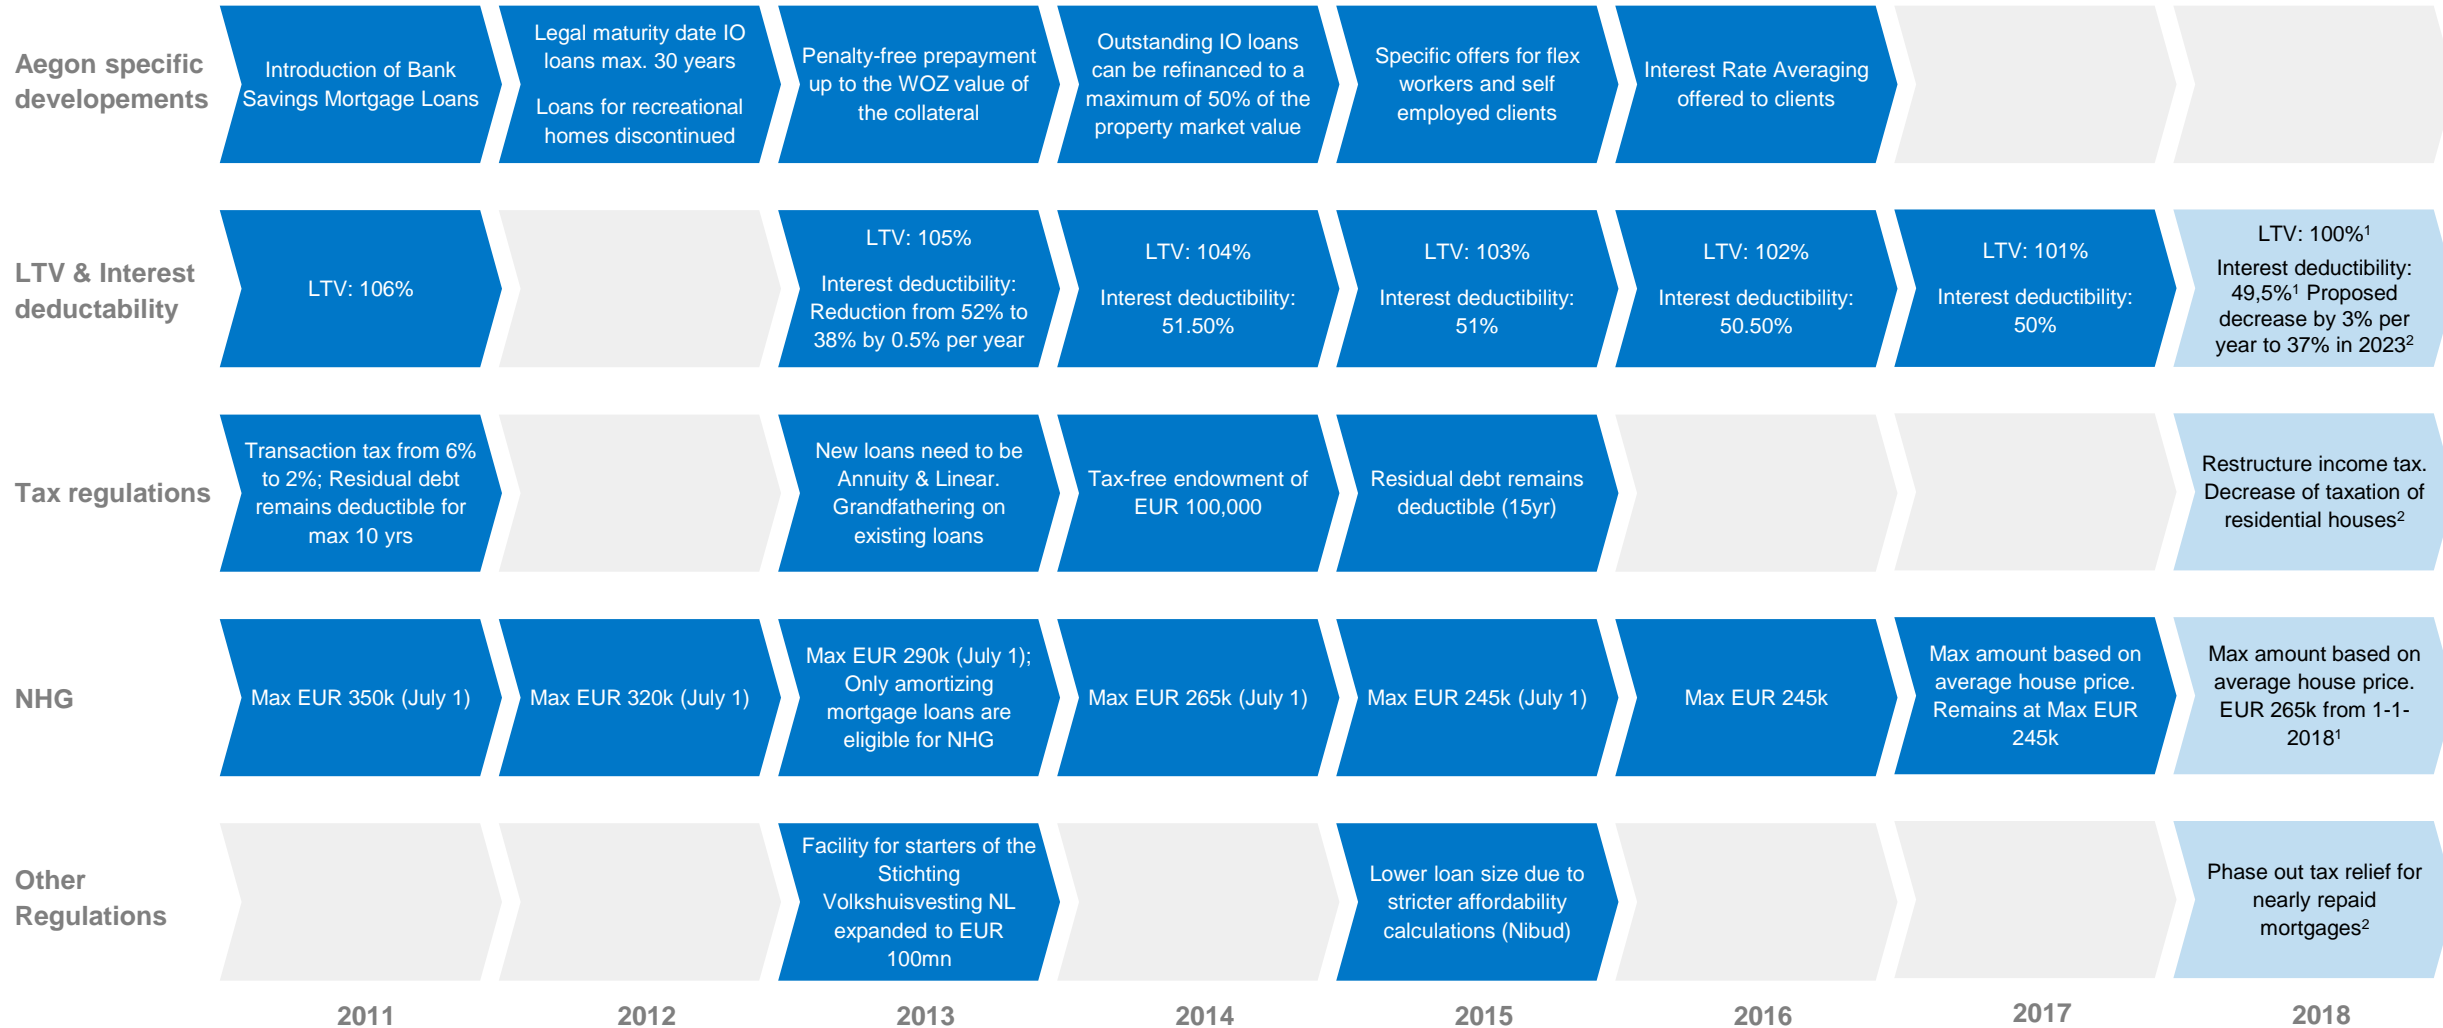 Aegon specific
developements
Introduction of Bank
Savings Mortgage Loans
Legal maturity date IO
loans max. 30 years
Loans for recreational
homes discontinued
Penalty-free prepayment
up to the WOZ value of
the collateral
Outstanding IO loans
can be refinanced to a
maximum of 50% of the
property market value
Specific offers for flex
workers and self
employed clients
Interest Rate Averaging
offered to clients
LTV & Interest
deductability
LTV: 106%
LTV: 105%
Interest deductibility:
Reduction from 52% to
38% by 0.5% per year
LTV: 104%
Interest deductibility:
51.50%
LTV: 103%
Interest deductibility:
51%
LTV: 102%
Interest deductibility:
50.50%
LTV: 101%
Interest deductibility:
50%
LTV: 100%¹
Interest deductibility:
49,5%¹ Proposed
decrease by 3% per
year to 37% in 2023²
Tax regulations
Transaction tax from 6%
to 2%; Residual debt
remains deductible for
max 10 yrs
New loans need to be
Annuity & Linear.
Grandfathering on
existing loans
Tax-free endowment of
EUR 100,000
Residual debt remains
deductible (15yr)
Restructure income tax.
Decrease of taxation of
residential houses²
NHG
Max EUR 350k (July 1)
Max EUR 320k (July 1)
Max EUR 290k (July 1);
Only amortizing
mortgage loans are
eligible for NHG
Max EUR 265k (July 1)
Max EUR 245k (July 1)
Max EUR 245k
Max amount based on
average house price.
Remains at Max EUR
245k
Max amount based on
average house price.
EUR 265k from 1-1-
2018¹
Other
Regulations
Facility for starters of the
Stichting
Volkshuisvesting NL
expanded to EUR
100mn
Lower loan size due to
stricter affordability
calculations (Nibud)
Phase out tax relief for
nearly repaid
mortgages²
2011
2012
2013
2014
2015
2016
2017
2018